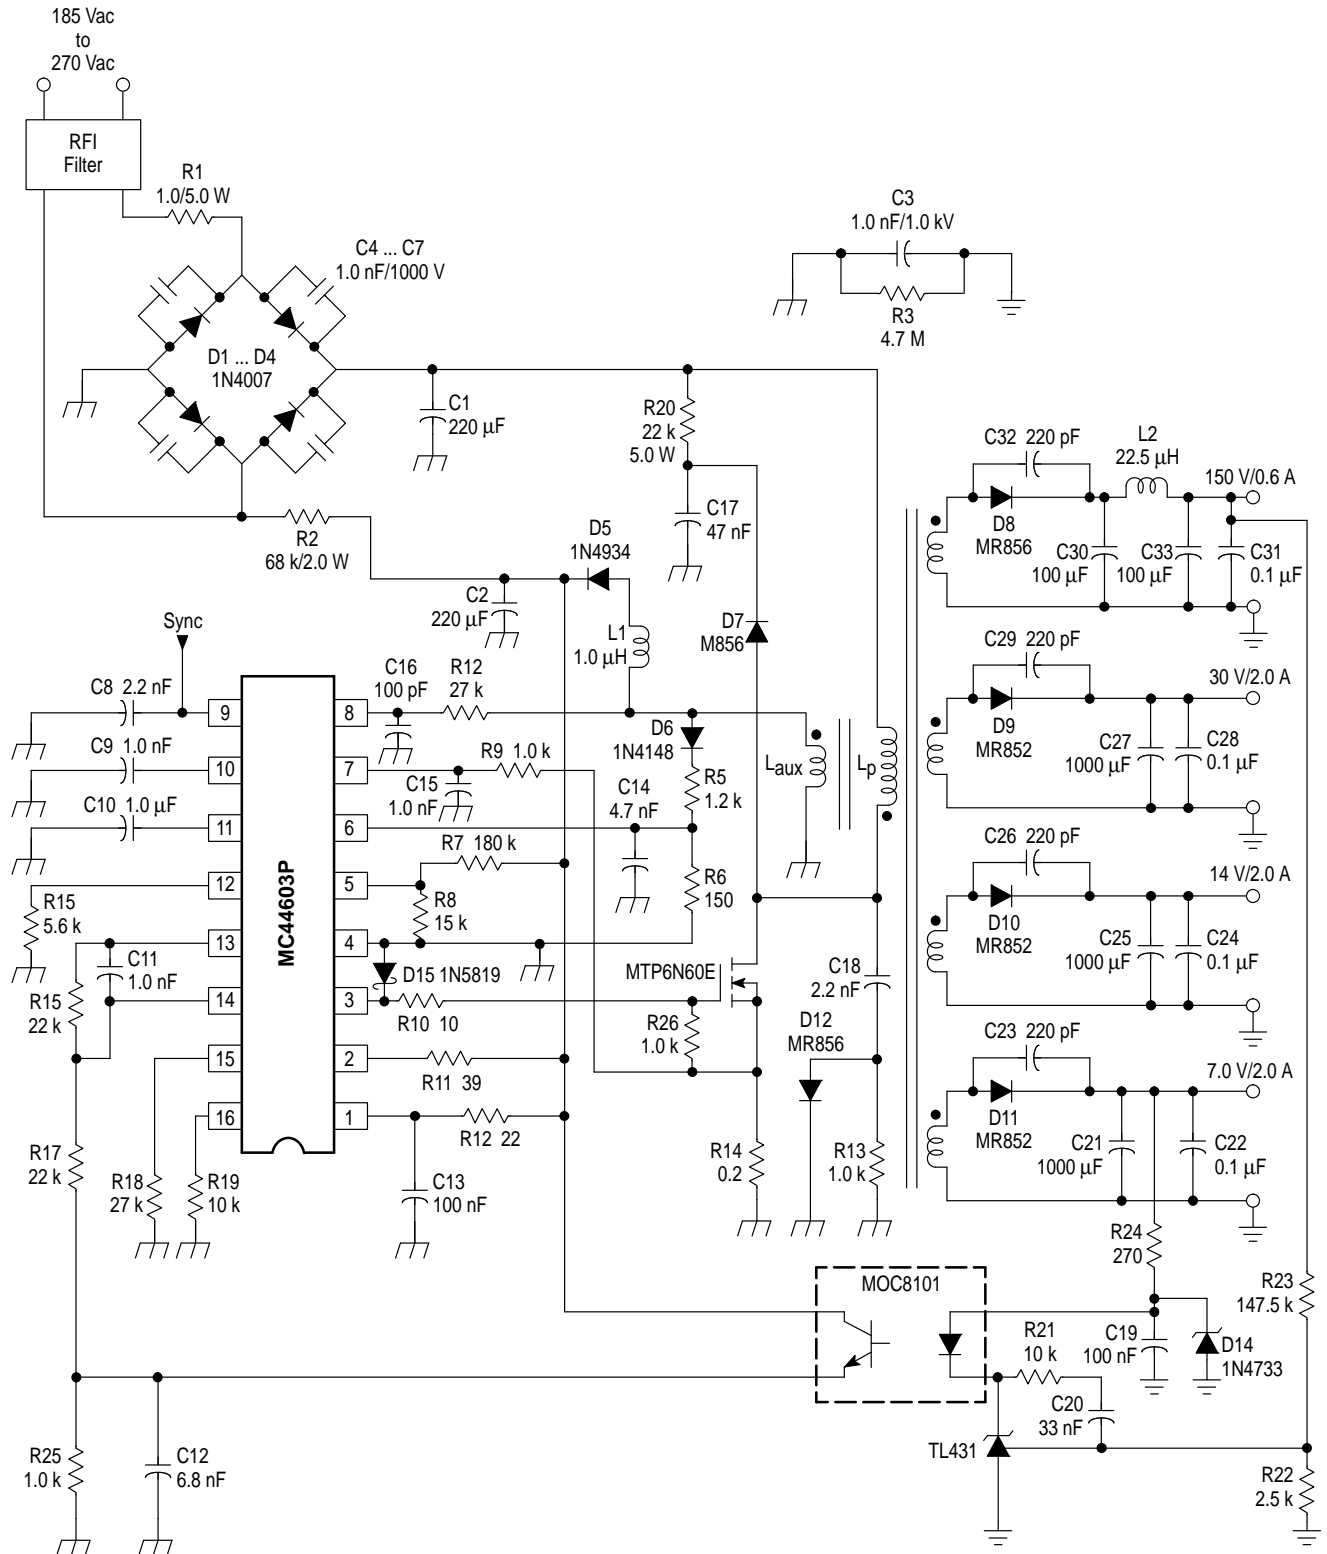 185 Vac
to
270 Vac
RFI
Filter
R1
1.0/5.0 W
C4 ... C7
1.0 nF/1000 V
D1 ... D4
1N4007
C3
1.0 nF/1.0 kV
R3
4.7 M
C1
220 µF
R20
22 k
5.0 W
C17
47 nF
R2
68 k/2.0 W
D5
1N4934
C2
220 µF
L1
1.0 µH
D7
M856
C32 220 pF
L2
22.5 µH
150 V/0.6 A
D8
MR856
C30
100 µF
C33
100 µF
C31
0.1 µF
Sync
C8 2.2 nF
C9 1.0 nF
C10 1.0 µF
R15
5.6 k
C11
1.0 nF
R15
22 k
R17
22 k
R18
27 k
R19
10 k
9
10
11
12
13
14
15
16
MC44603P
8
7
6
5
4
3
2
1
C16
100 pF
R12
27 k
R9 1.0 k
C15
1.0 nF
D6
1N4148
C14
4.7 nF
R5
1.2 k
R7 180 k
R8
15 k
R6
150
D15 1N5819
R10 10
R11 39
R12 22
C13
100 nF
Laux
Lp
MTP6N60E
R26
1.0 k
C18
2.2 nF
D12
MR856
R14
0.2
R13
1.0 k
C29 220 pF
30 V/2.0 A
D9
MR852
C27
1000 µF
C28
0.1 µF
C26 220 pF
14 V/2.0 A
D10
MR852
C25
1000 µF
C24
0.1 µF
C23 220 pF
7.0 V/2.0 A
D11
MR852
C21
1000 µF
C22
0.1 µF
R24
270
R23
147.5 k
MOC8101
R21
10 k
C19
100 nF
D14
1N4733
C20
33 nF
TL431
R22
2.5 k
R25
1.0 k
C12
6.8 nF